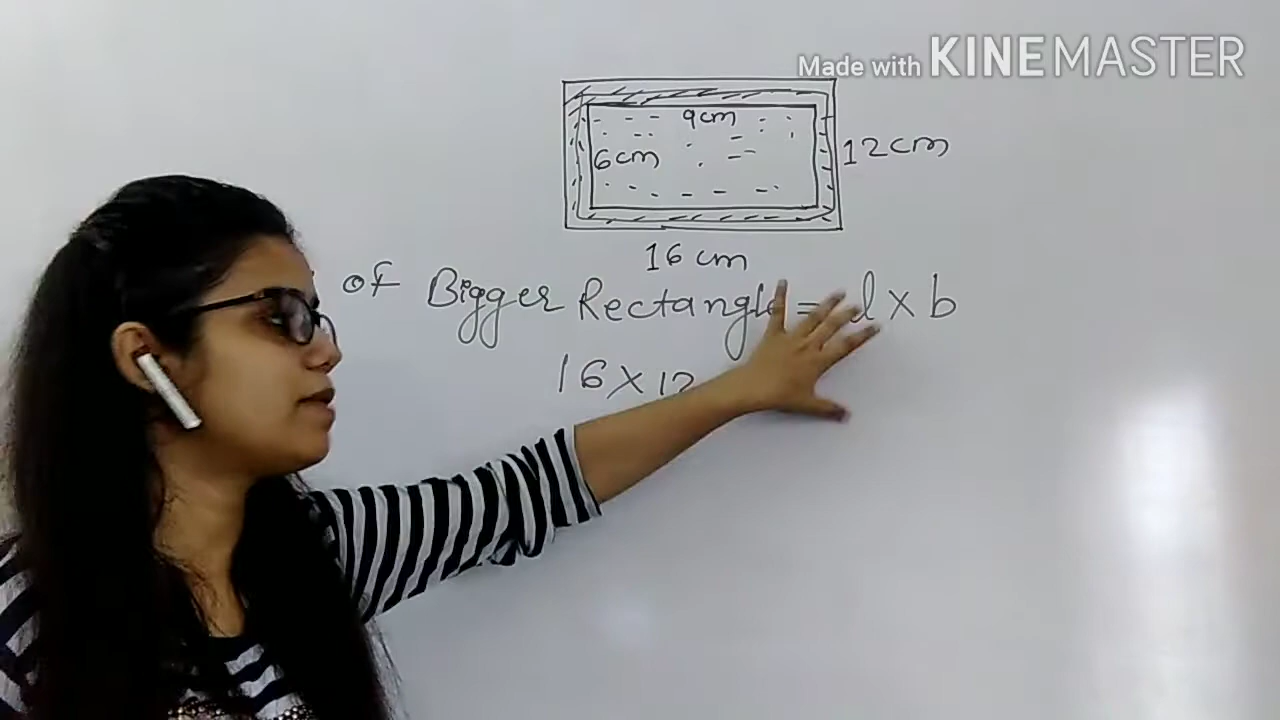 Made with KINEMASTER
9cm
6cm
12cm
16 cm
of Bigger Rectangle = l x b
16 x 12